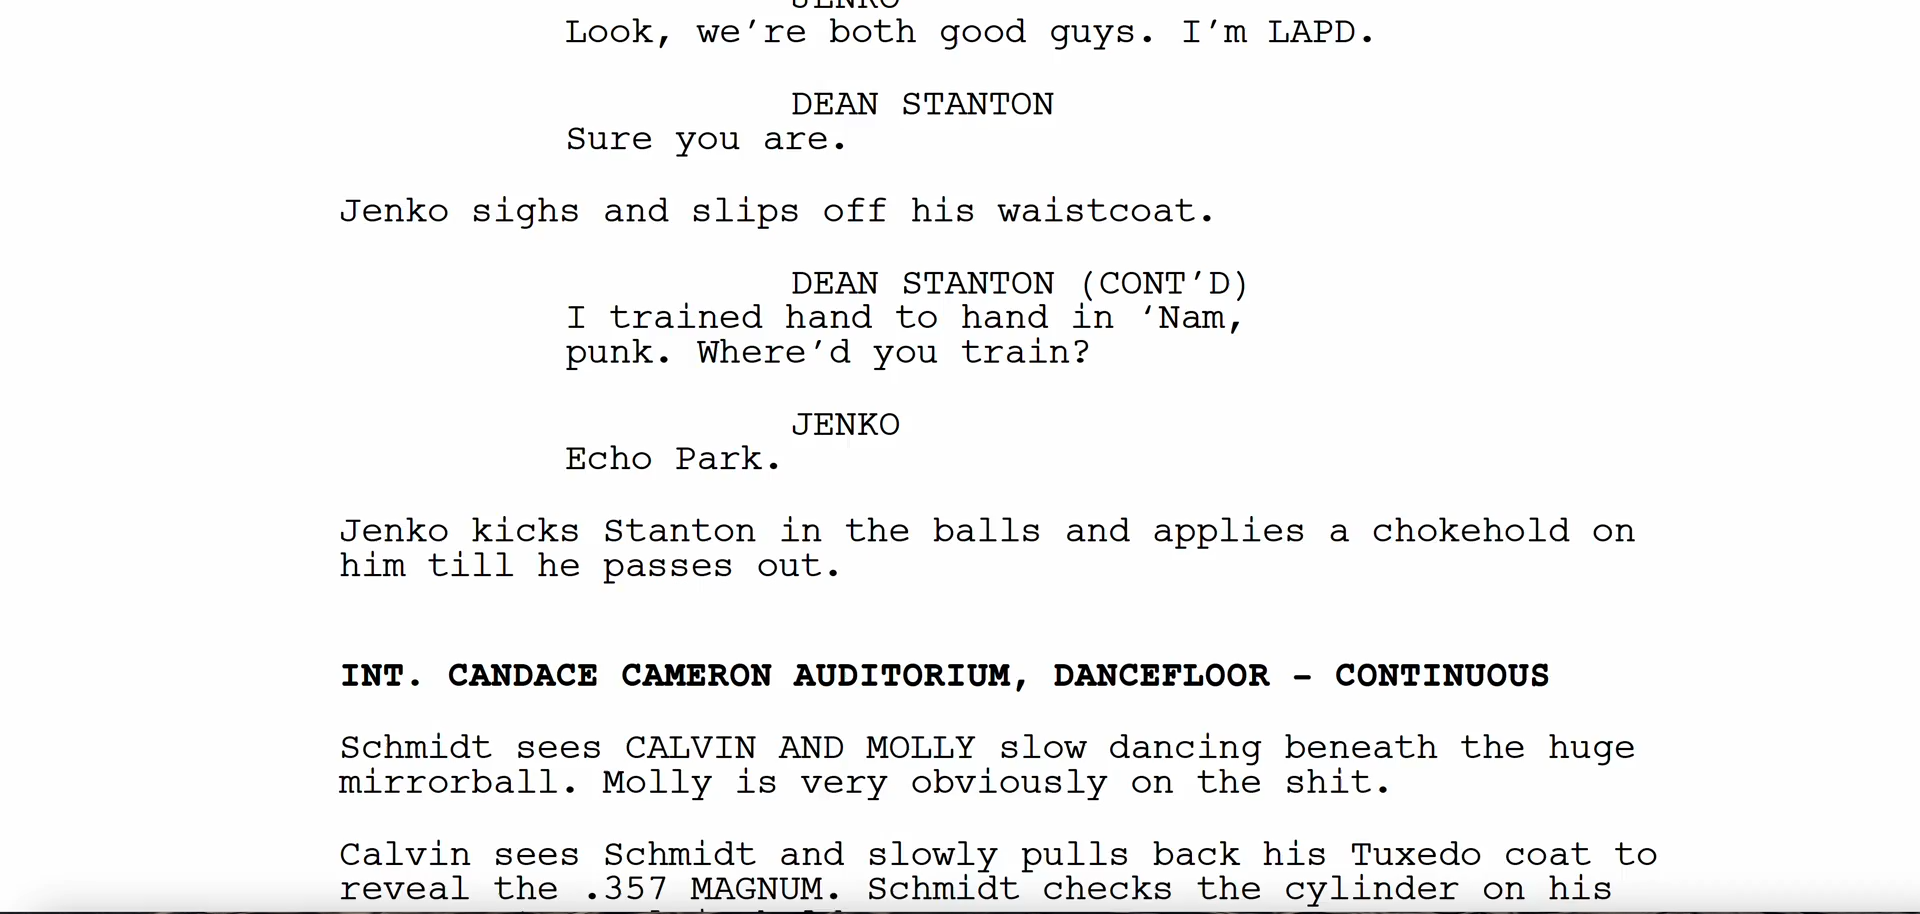 JENKO
Look, we’re both good guys. I’m LAPD.
DEAN STANTON
Sure you are.
Jenko sighs and slips off his waistcoat.
DEAN STANTON (CONT’D)
I trained hand to hand in ‘Nam,
punk. Where’d you train?
JENKO
Echo Park.
Jenko kicks Stanton in the balls and applies a chokehold on
him till he passes out.
INT. CANDACE CAMERON AUDITORIUM, DANCEFLOOR – CONTINUOUS
Schmidt sees CALVIN AND MOLLY slow dancing beneath the huge
mirrorball. Molly is very obviously on the shit.
Calvin sees Schmidt and slowly pulls back his Tuxedo coat to
reveal the .357 MAGNUM. Schmidt checks the cylinder on his